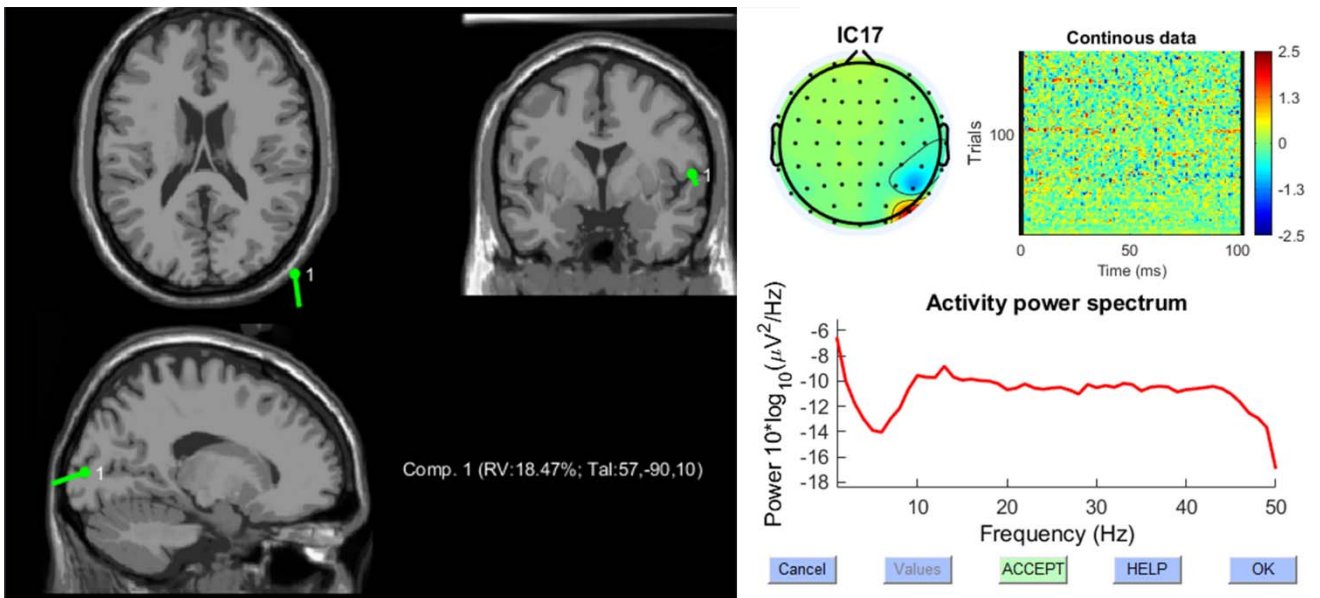 1
1
1
Comp. 1 (RV:18.47%; Tal:57,-90,10)
IC17
Continous data
Trials
100
0
50
100
Time (ms)
2.5
1.3
0
-1.3
-2.5
Activity power spectrum
Power 10*log10(μV2/Hz)
-6
-8
-10
-12
-14
-16
-18
10
20
30
40
50
Frequency (Hz)
Cancel
Values
ACCEPT
HELP
OK